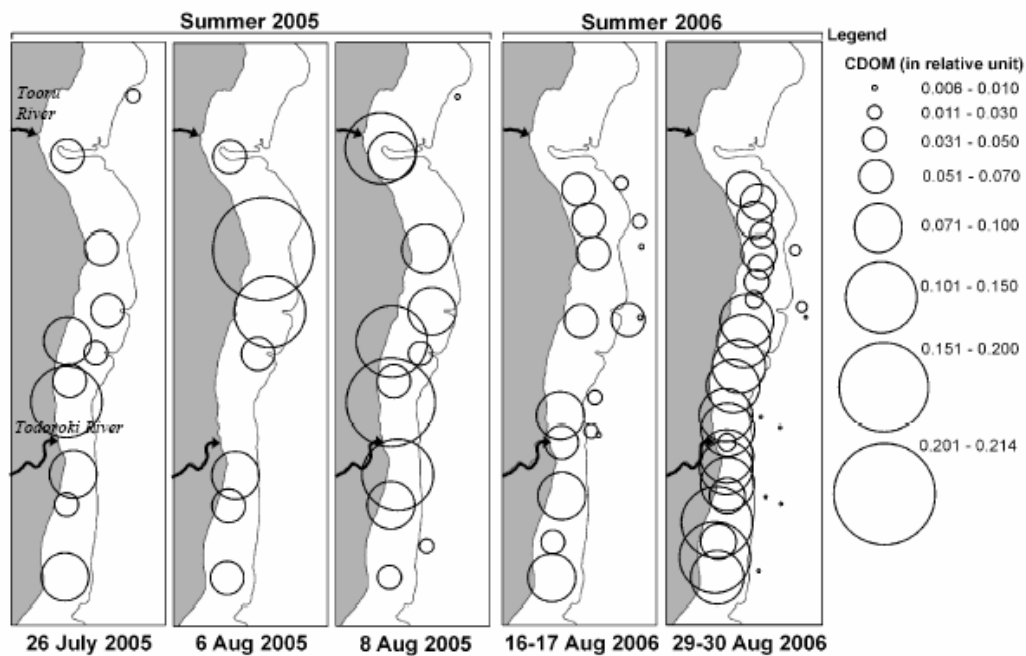 Summer 2005
Summer 2006
Legend
CDOM (in relative unit)
0.006 - 0.010
0.011 - 0.030
0.031 - 0.050
0.051 - 0.070
0.071 - 0.100
0.101 - 0.150
0.151 - 0.200
0.201 - 0.214
Tooru
River
Todoroki River
26 July 2005
6 Aug 2005
8 Aug 2005
16-17 Aug 2006
29-30 Aug 2006